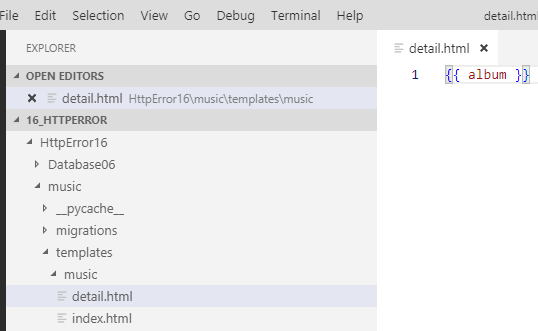 File Edit Selection View Go Debug Terminal Help detail.htm
EXPLORER
OPEN EDITORS
detail.html HttpError16\music\templates\music
16_HTTPERROR
HttpError16
Database06
music
__pycache__
migrations
templates
music
detail.html
index.html
detail.html
1 {{ album }}